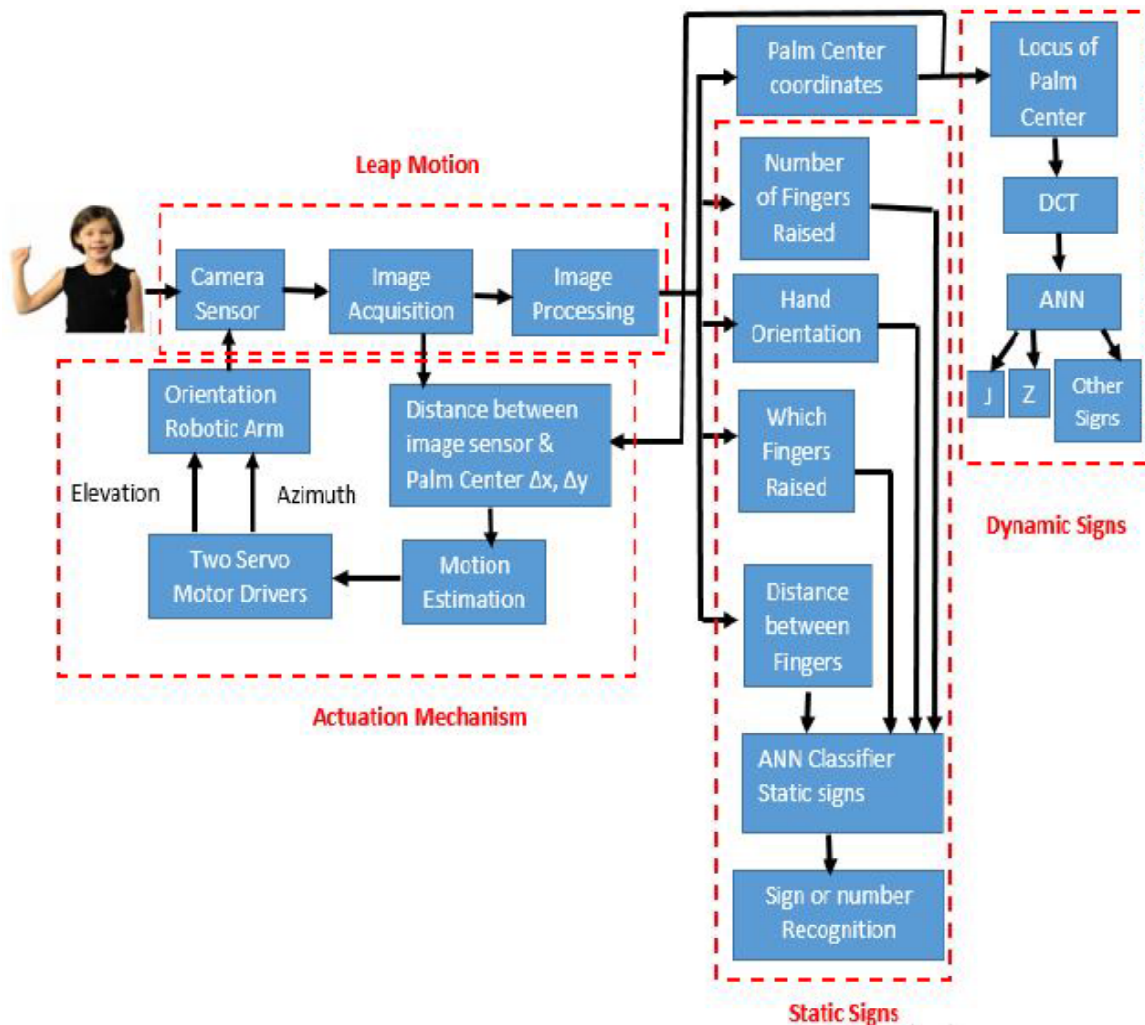 Palm Center
coordinates
Locus of
Palm
Center
Leap Motion
Number
of Fingers
Raised
DCT
Camera
Sensor
Image
Acquisition
Image
Processing
Hand
Orientation
ANN
J
Z
Other
Signs
Orientation
Robotic Arm
Distance between
image sensor &
Palm Center Δx, Δy
Which
Fingers
Raised
Elevation
Azimuth
Dynamic Signs
Two Servo
Motor Drivers
Motion
Estimation
Distance
between
Fingers
Actuation Mechanism
ANN Classifier
Static signs
Sign or number
Recognition
Static Signs